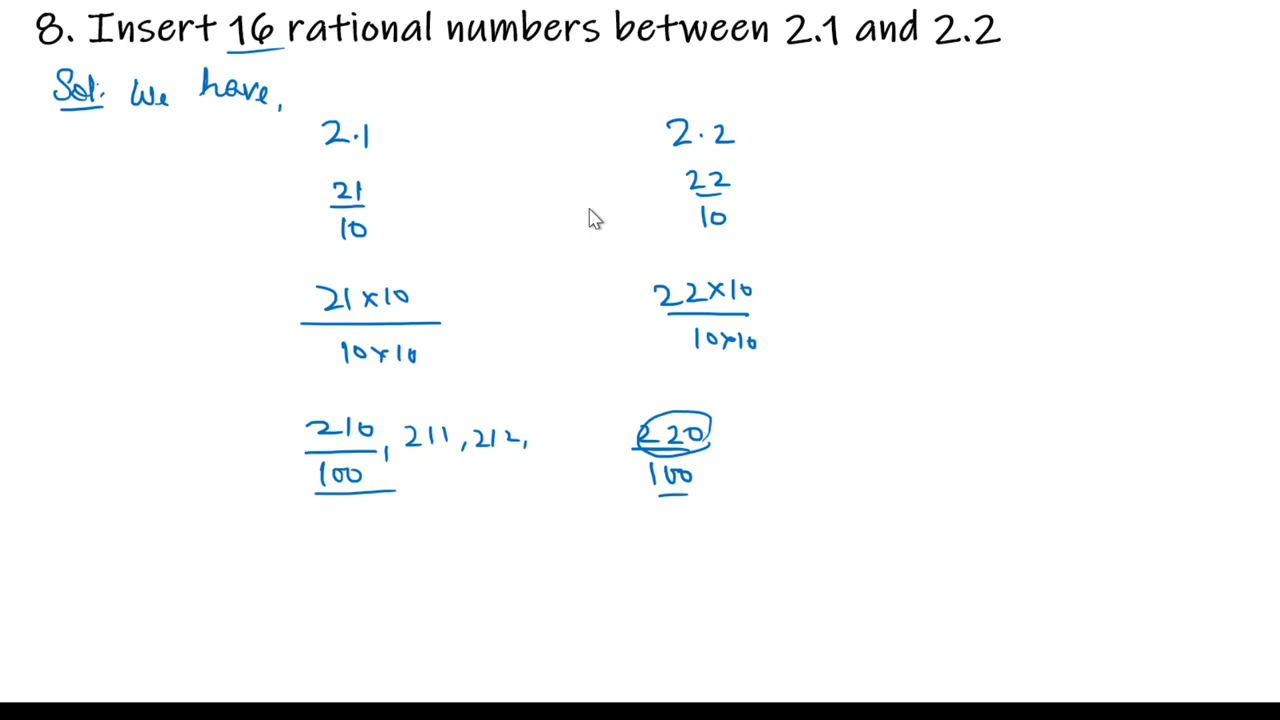 8. Insert 16 rational numbers between 2.1 and 2.2
Sol: We have,
2.1 2.2
21/10 22/10
21×10/10×10 22×10/10×10
210/100, 211, 212, 220/100